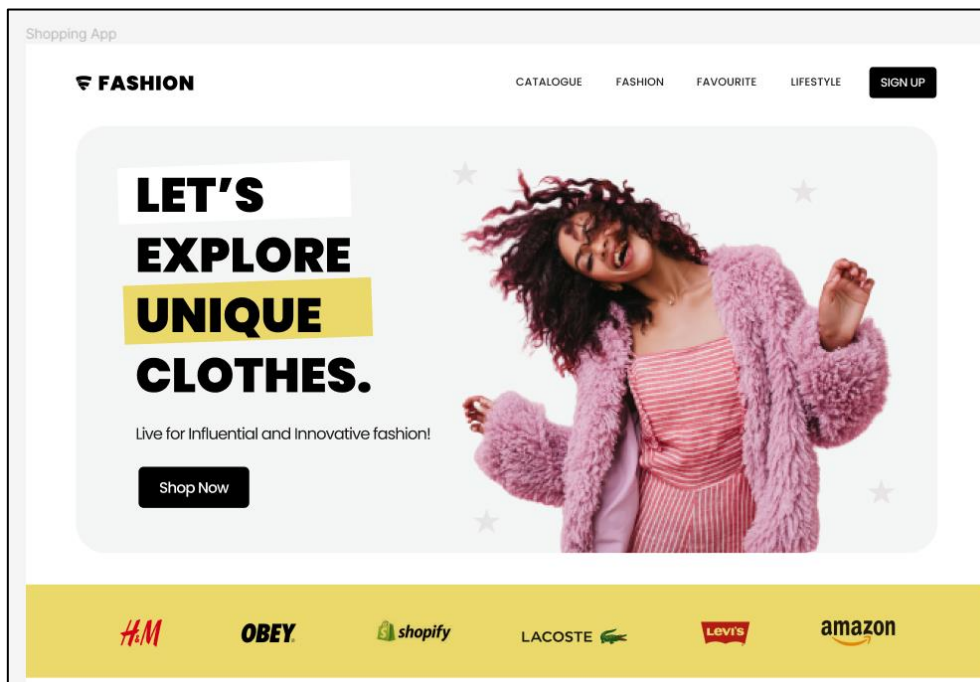 Shopping App
FASHION
CATALOGUE FASHION FAVOURITE LIFESTYLE SIGN UP
LET'S
EXPLORE
UNIQUE
CLOTHES.
Live for Influential and Innovative fashion!
Shop Now
H&M OBEY. shopify LACOSTE LEVI'S amazon